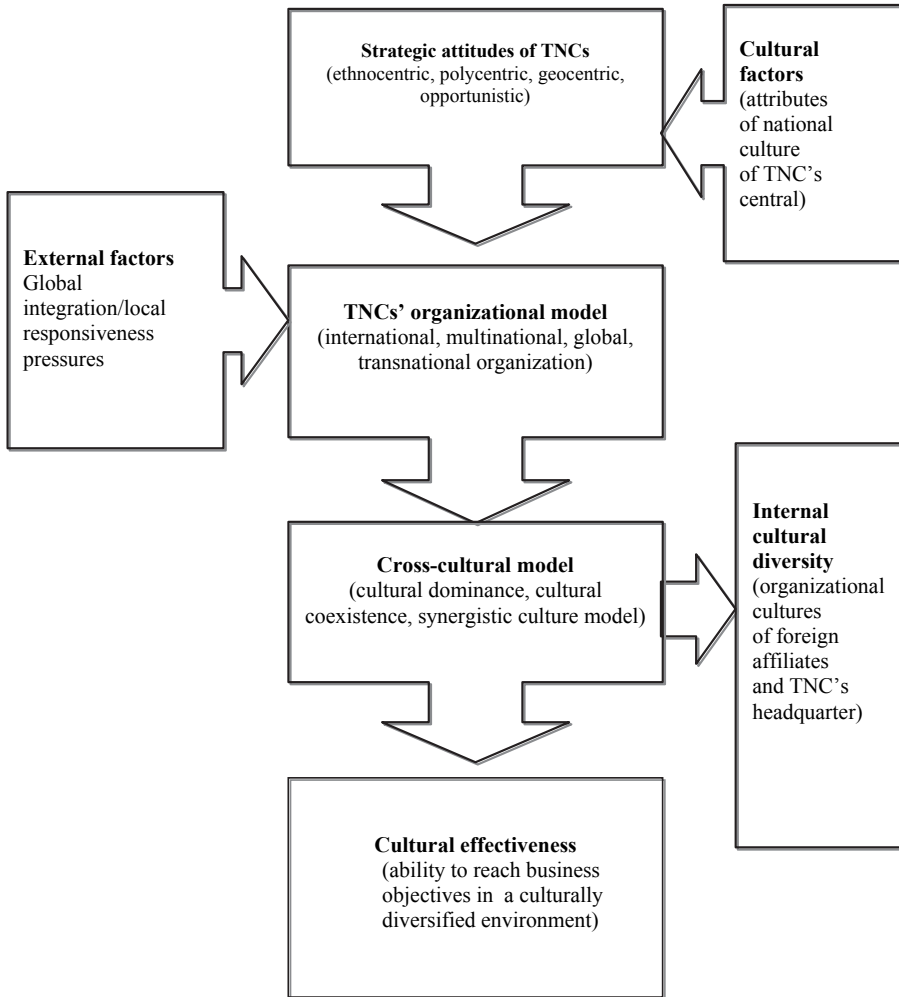 Strategic attitudes of TNCs
(ethnocentric, polycentric, geocentric,
opportunistic)
Cultural
factors
(attributes
of national
culture
of TNC’s
central)
External factors
Global
integration/local
responsiveness
pressures
TNCs’ organizational model
(international, multinational, global,
transnational organization)
Cross-cultural model
(cultural dominance, cultural
coexistence, synergistic culture model)
Internal
cultural
diversity
(organizational
cultures
of foreign
affiliates
and TNC’s
headquarter)
Cultural effectiveness
(ability to reach business
objectives in a culturally
diversified environment)